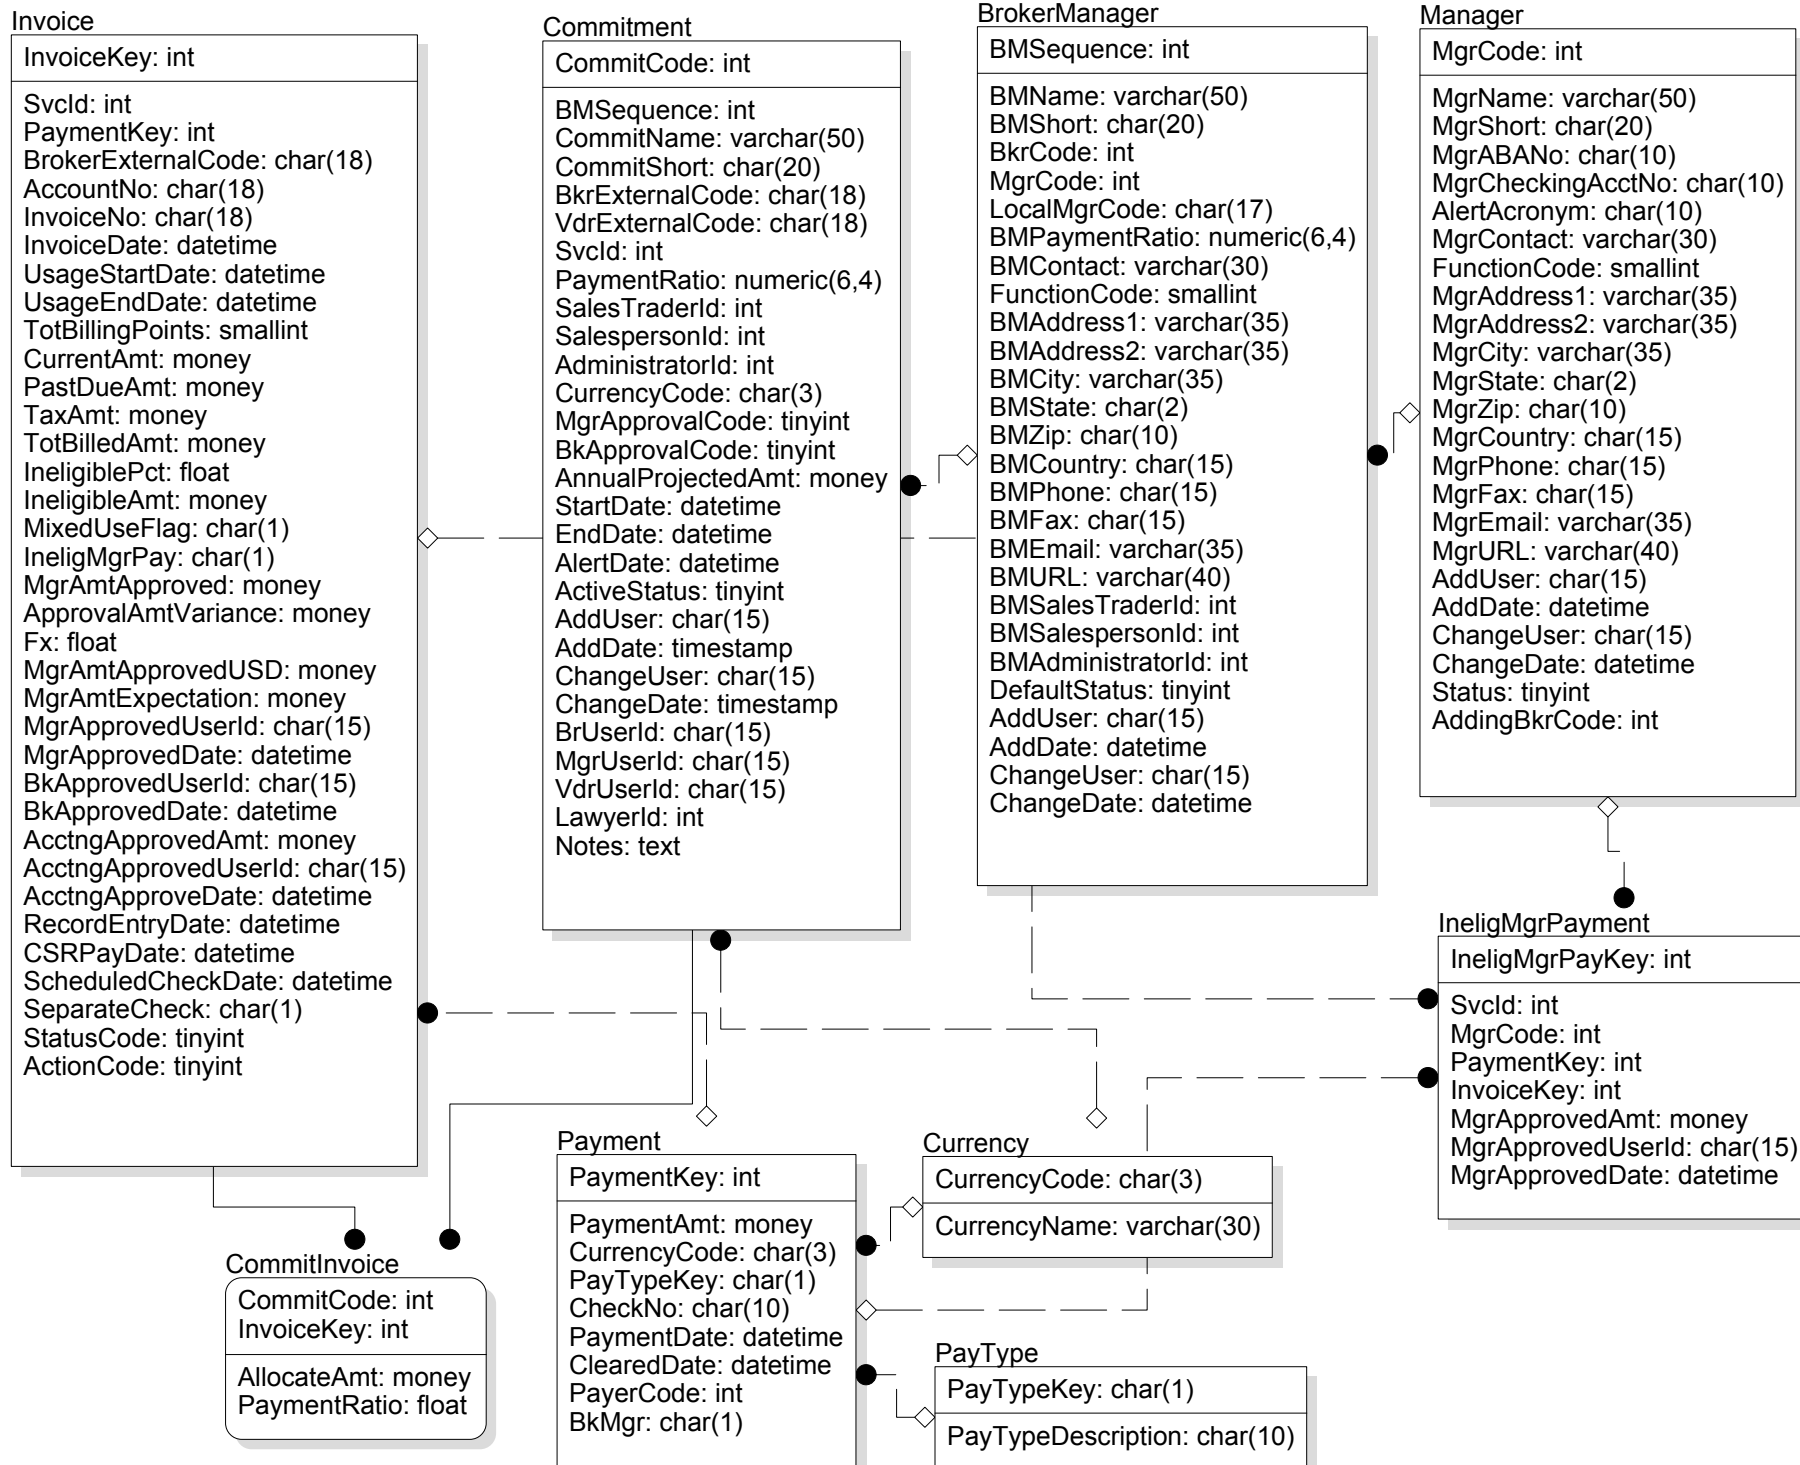 Invoice
InvoiceKey: int
SvcId: int
PaymentKey: int
BrokerExternalCode: char(18)
AccountNo: char(18)
InvoiceNo: char(18)
InvoiceDate: datetime
UsageStartDate: datetime
UsageEndDate: datetime
TotBillingPoints: smallint
CurrentAmt: money
PastDueAmt: money
TaxAmt: money
TotBilledAmt: money
IneligiblePct: float
IneligibleAmt: money
MixedUseFlag: char(1)
IneligMgrPay: char(1)
MgrAmtApproved: money
ApprovalAmtVariance: money
Fx: float
MgrAmtApprovedUSD: money
MgrAmtExpectation: money
MgrApprovedUserId: char(15)
MgrApprovedDate: datetime
BkApprovedUserId: char(15)
BkApprovedDate: datetime
AcctngApprovedAmt: money
AcctngApprovedUserId: char(15)
AcctngApproveDate: datetime
RecordEntryDate: datetime
CSRPayDate: datetime
ScheduledCheckDate: datetime
SeparateCheck: char(1)
StatusCode: tinyint
ActionCode: tinyint
Commitment
CommitCode: int
BMSequence: int
CommitName: varchar(50)
CommitShort: char(20)
BkrExternalCode: char(18)
VdrExternalCode: char(18)
SvcId: int
PaymentRatio: numeric(6,4)
SalesTraderId: int
SalespersonId: int
AdministratorId: int
CurrencyCode: char(3)
MgrApprovalCode: tinyint
BkApprovalCode: tinyint
AnnualProjectedAmt: money
StartDate: datetime
EndDate: datetime
AlertDate: datetime
ActiveStatus: tinyint
AddUser: char(15)
AddDate: timestamp
ChangeUser: char(15)
ChangeDate: timestamp
BrUserId: char(15)
MgrUserId: char(15)
VdrUserId: char(15)
LawyerId: int
Notes: text
BrokerManager
BMSequence: int
BMName: varchar(50)
BMShort: char(20)
BkrCode: int
MgrCode: int
LocalMgrCode: char(17)
BMPaymentRatio: numeric(6,4)
BMContact: varchar(30)
FunctionCode: smallint
BMAddress1: varchar(35)
BMAddress2: varchar(35)
BMCity: varchar(35)
BMState: char(2)
BMZip: char(10)
BMCountry: char(15)
BMPhone: char(15)
BMFax: char(15)
BMEmail: varchar(35)
BMURL: varchar(40)
BMSalesTraderId: int
BMSalespersonId: int
BMAdministratorId: int
DefaultStatus: tinyint
AddUser: char(15)
AddDate: datetime
ChangeUser: char(15)
ChangeDate: datetime
Manager
MgrCode: int
MgrName: varchar(50)
MgrShort: char(20)
MgrABANo: char(10)
MgrCheckingAcctNo: char(10)
AlertAcronym: char(10)
MgrContact: varchar(30)
FunctionCode: smallint
MgrAddress1: varchar(35)
MgrAddress2: varchar(35)
MgrCity: varchar(35)
MgrState: char(2)
MgrZip: char(10)
MgrCountry: char(15)
MgrPhone: char(15)
MgrFax: char(15)
MgrEmail: varchar(35)
MgrURL: varchar(40)
AddUser: char(15)
AddDate: datetime
ChangeUser: char(15)
ChangeDate: datetime
Status: tinyint
AddingBkrCode: int
IneligMgrPayment
IneligMgrPayKey: int
SvcId: int
MgrCode: int
PaymentKey: int
InvoiceKey: int
MgrApprovedAmt: money
MgrApprovedUserId: char(15)
MgrApprovedDate: datetime
CommitInvoice
CommitCode: int
InvoiceKey: int
AllocateAmt: money
PaymentRatio: float
Payment
PaymentKey: int
PaymentAmt: money
CurrencyCode: char(3)
PayTypeKey: char(1)
CheckNo: char(10)
PaymentDate: datetime
ClearedDate: datetime
PayerCode: int
BkMgr: char(1)
Currency
CurrencyCode: char(3)
CurrencyName: varchar(30)
PayType
PayTypeKey: char(1)
PayTypeDescription: char(10)